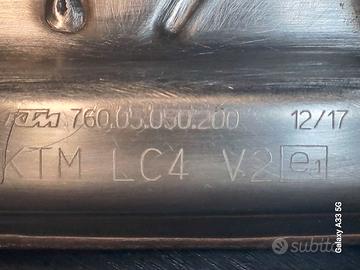 KTM 760.05.050.200 12/17
KTM LC4 V2 e1
subito
Galaxy A33 5G